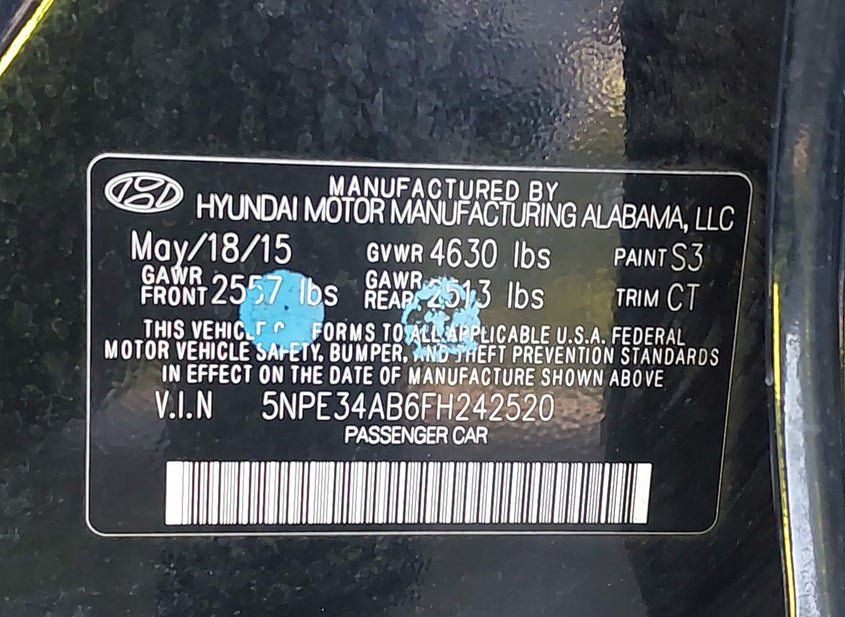 MANUFACTURED BY
HYUNDAI MOTOR MANUFACTURING ALABAMA, LLC
May/18/15 GVWR 4630 lbs PAINT S3
GAWR FRONT 2557 lbs GAWR REAR 2513 lbs TRIM CT
THIS VEHICLE FORMS TO ALL APPLICABLE U.S.A. FEDERAL
MOTOR VEHICLE SAFETY, BUMPER, AND THEFT PREVENTION STANDARDS
IN EFFECT ON THE DATE OF MANUFACTURE SHOWN ABOVE
V.I.N 5NPE34AB6FH242520
PASSENGER CAR